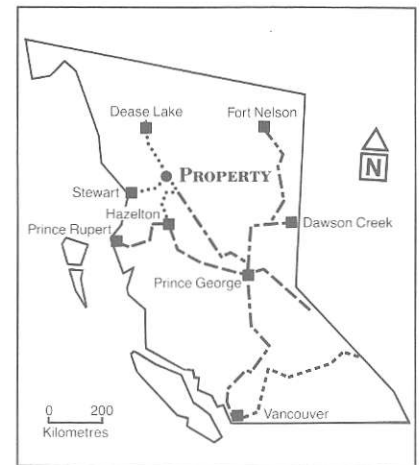 Dease Lake
Fort Nelson
N
PROPERTY
Stewart
Hazelton
Prince Rupert
Dawson Creek
Prince George
0 200
Kilometres
Vancouver